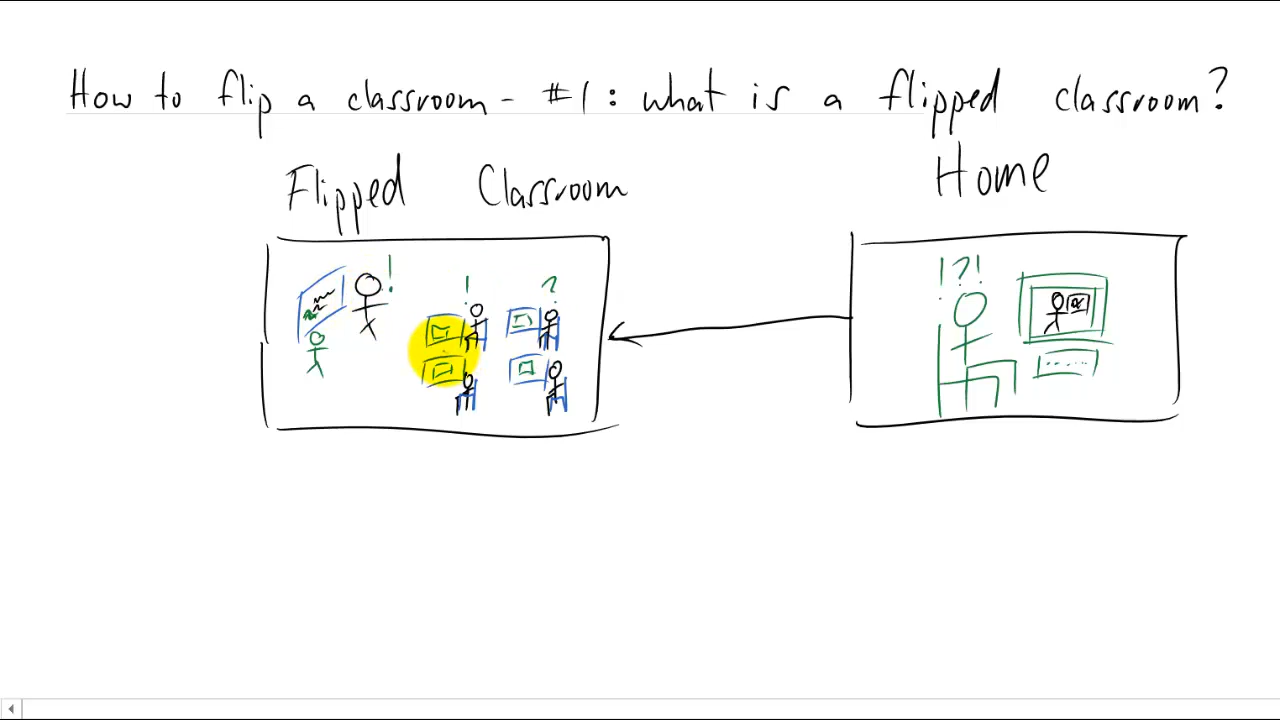 How to flip a classroom - #1: what is a flipped classroom?
Flipped Classroom
Home
!
!
?
!?!